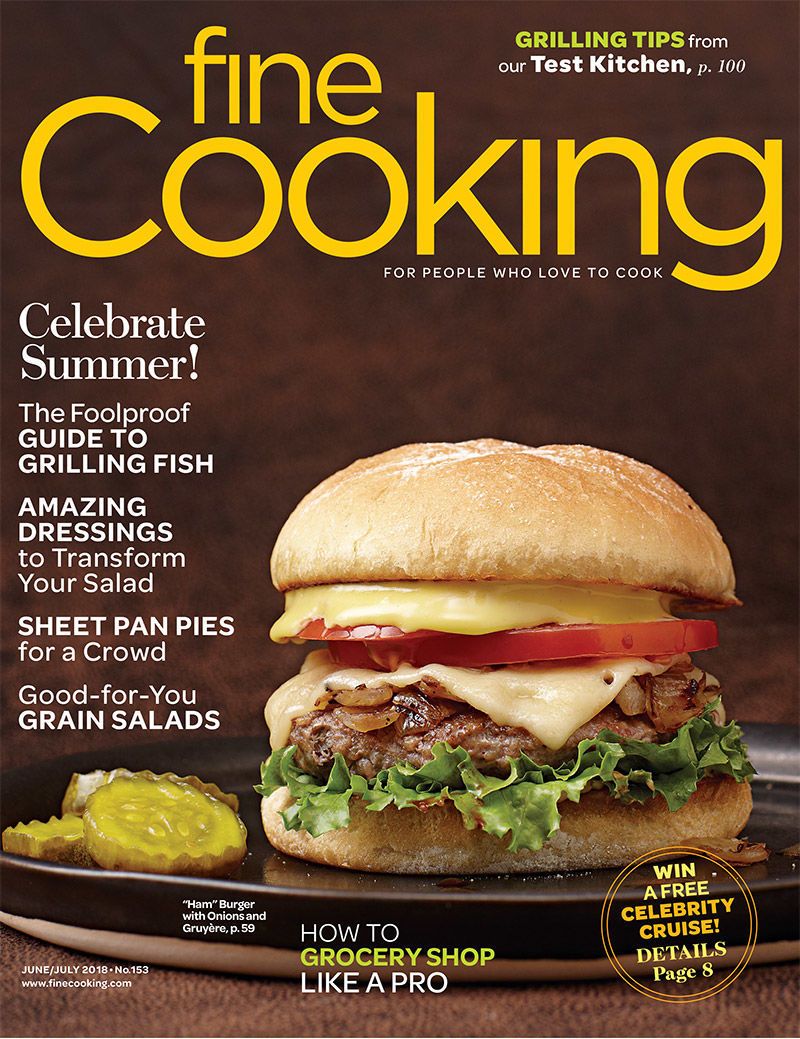 GRILLING TIPS from
our Test Kitchen, p. 100
fine
Cooking
FOR PEOPLE WHO LOVE TO COOK
Celebrate
Summer!
The Foolproof
GUIDE TO
GRILLING FISH
AMAZING
DRESSINGS
to Transform
Your Salad
SHEET PAN PIES
for a Crowd
Good-for-You
GRAIN SALADS
"Ham" Burger
with Onions and
Gruyère, p. 59
HOW TO
GROCERY SHOP
LIKE A PRO
WIN
A FREE
CELEBRITY
CRUISE!
DETAILS
Page 8
JUNE/JULY 2018 • No.153
www.finecooking.com